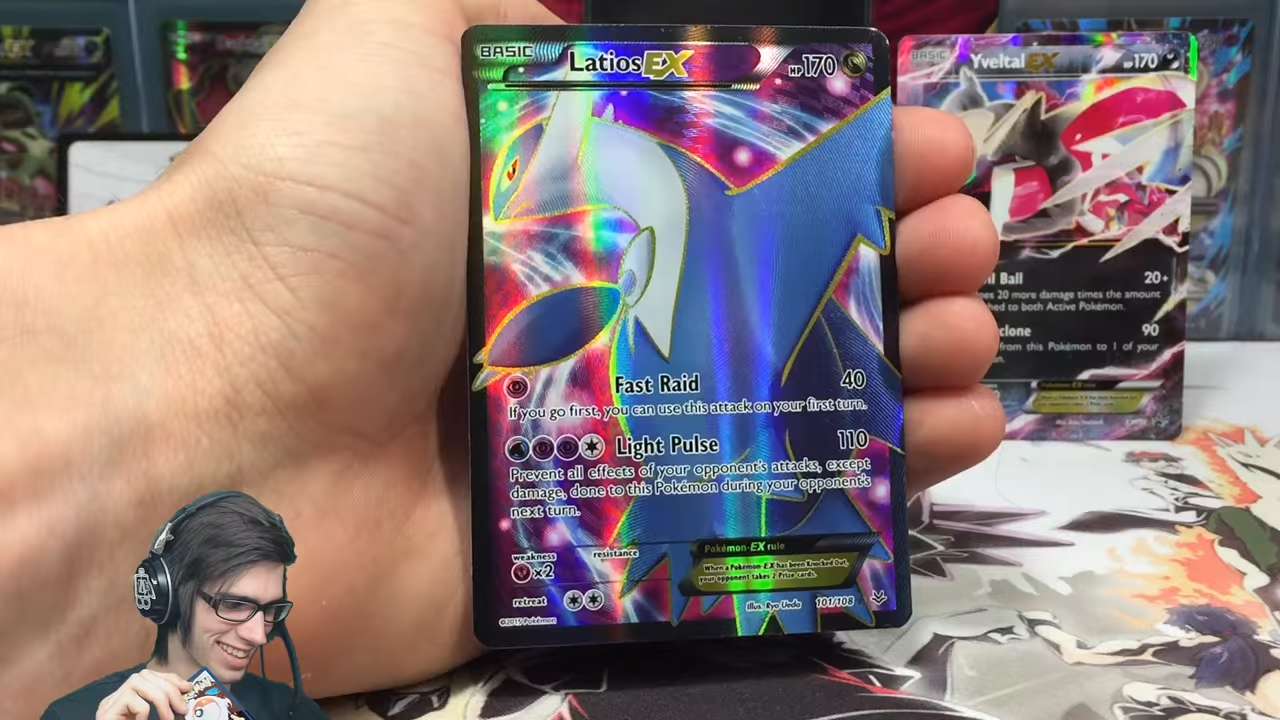 BASIC LatiosEX HP170
Fast Raid 40
If you go first, you can use this attack on your first turn.
Light Pulse 110
Prevent all effects of your opponent's attacks, except
damage, done to this Pokémon during your opponent's
next turn.
weakness resistance
×2
retreat
Pokémon-EX rule
When a Pokémon-EX has been Knocked Out,
your opponent takes 2 Prize cards.
©2015 Pokémon
Illus. Ryo Ueda 101/108
BASIC YveltalEX HP170
Ball 20+
20 more damage times the amount
to both Active Pokémon.
90
from this Pokémon to 1 of your
Pokémon-EX rule